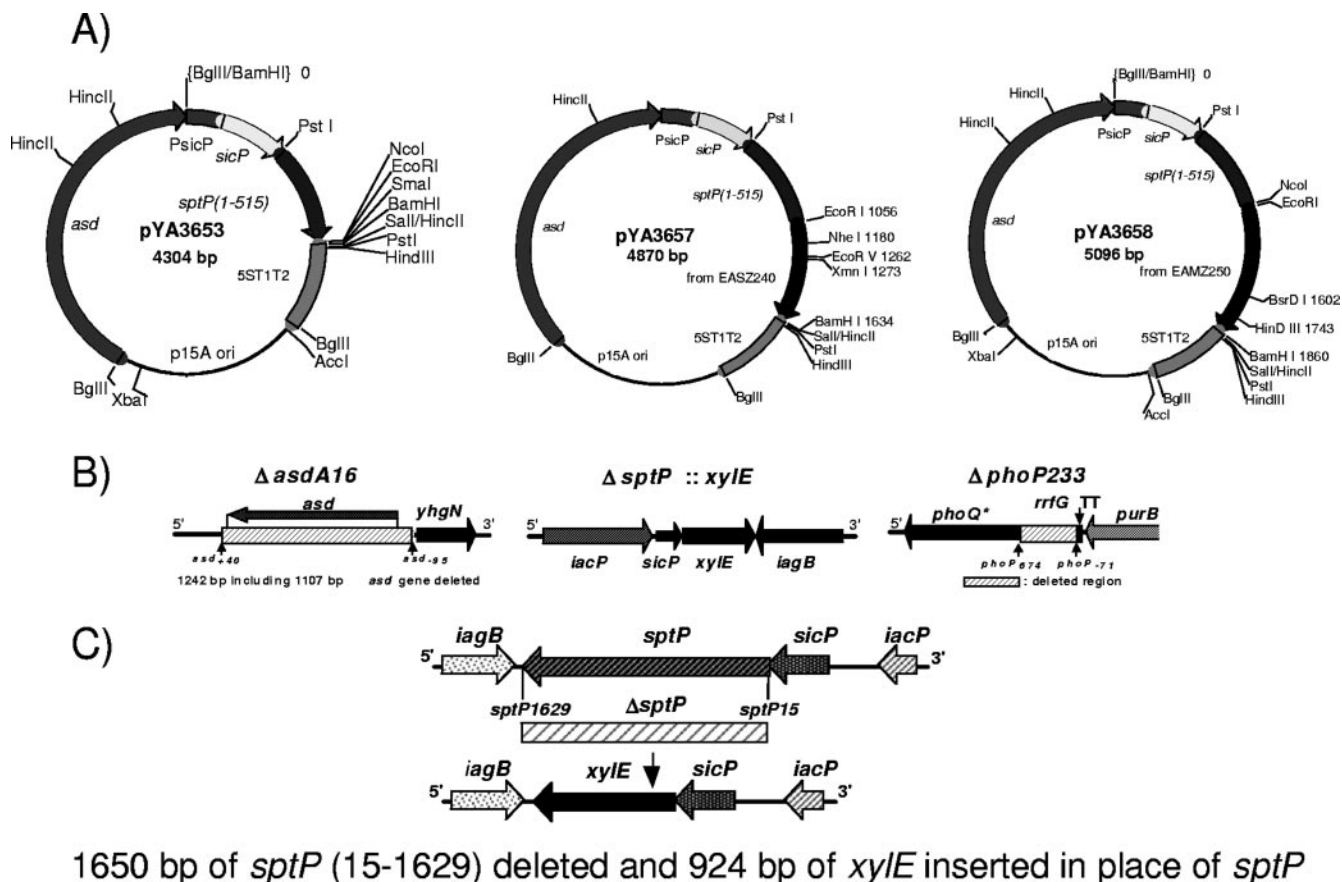 A)
{BglII/BamHI} 0
HincII
HincII
PsicP
sicP
Pst I
NcoI
EcoRI
SmaI
BamHI
SalI/HincII
PstI
HindIII
sptP(1-515)
asd
pYA3653
4304 bp
5ST1T2
BglII
AccI
p15A ori
BglII
XbaI
HincII
PsicP
sicP
Pst I
sptP(1-515)
asd
pYA3657
4870 bp
EcoR I 1056
Nhe I 1180
EcoR V 1262
Xmn I 1273
from EASZ240
BamH I 1634
SalI/HincII
PstI
HindIII
5ST1T2
BglII
p15A ori
BglII
{BglII/BamHI} 0
HincII
HincII
PsicP
sicP
Pst I
sptP(1-515)
NcoI
EcoRI
asd
pYA3658
5096 bp
from EAMZ250
BsrD I 1602
HinD III 1743
BamH I 1860
SalI/HincII
PstI
HindIII
5ST1T2
BglII
AccI
p15A ori
BglII
XbaI
B)
Δ asdA16
asd
yhgN
5'
3'
asd+40
asd-95
1242 bp including 1107 bp asd gene deleted
Δ sptP :: xylE
iacP
sicP
xylE
iagB
Δ phoP233
rrfG TT
phoQ*
purB
5'
phoP674
phoP-71
: deleted region
C)
iagB
sptP
sicP
iacP
5'
3'
sptP1629
ΔsptP
sptP15
iagB
xylE
sicP
iacP
5'
3'
1650 bp of sptP (15-1629) deleted and 924 bp of xylE inserted in place of sptP